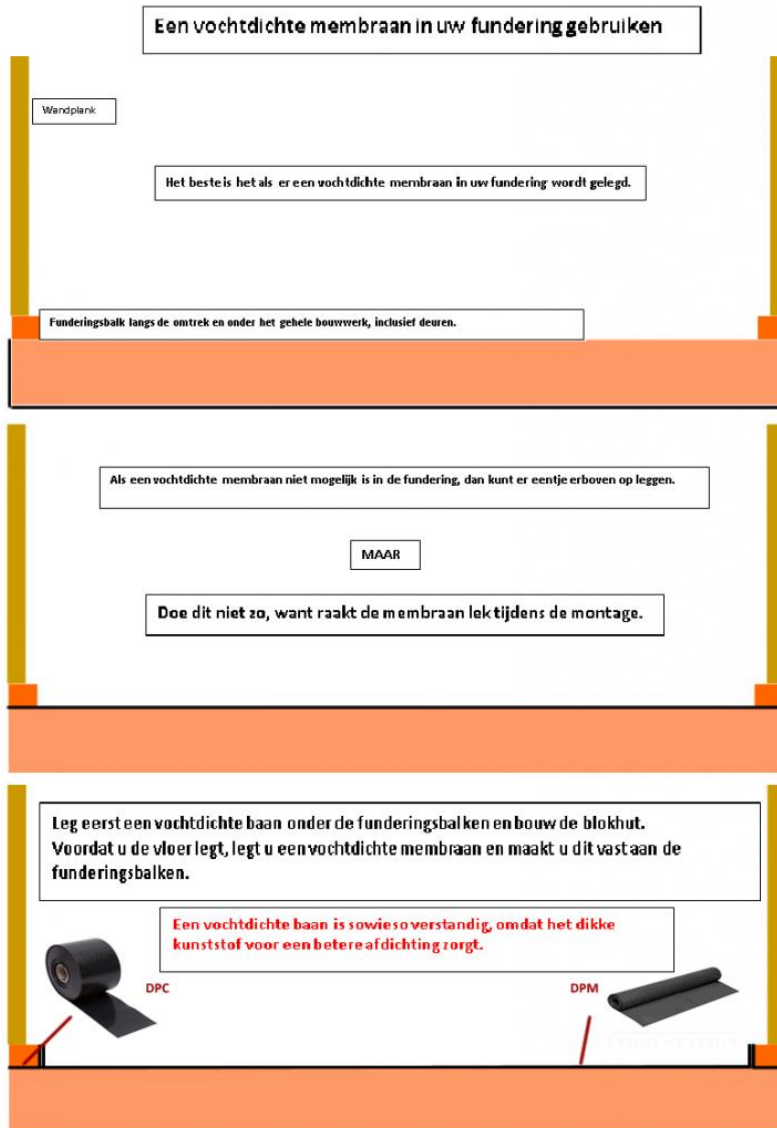 Een vochtdichte membraan in uw fundering gebruiken
Wandplank
Het beste is het als er een vochtdichte membraan in uw fundering wordt gelegd.
Funderingsbalk langs de omtrek en onder het gehele bouwwerk, inclusief deuren.
Als een vochtdichte membraan niet mogelijk is in de fundering, dan kunt er eentje erboven op leggen.
MAAR
Doe dit niet zo, want raakt de membraan lek tijdens de montage.
Leg eerst een vochtdichte baan onder de funderingsbalken en bouw de blokhut.
Voordat u de vloer legt, legt u een vochtdichte membraan en maakt u dit vast aan de
funderingsbalken.
Een vochtdichte baan is sowieso verstandig, omdat het dikke
kunststof voor een betere afdichting zorgt.
DPC
DPM